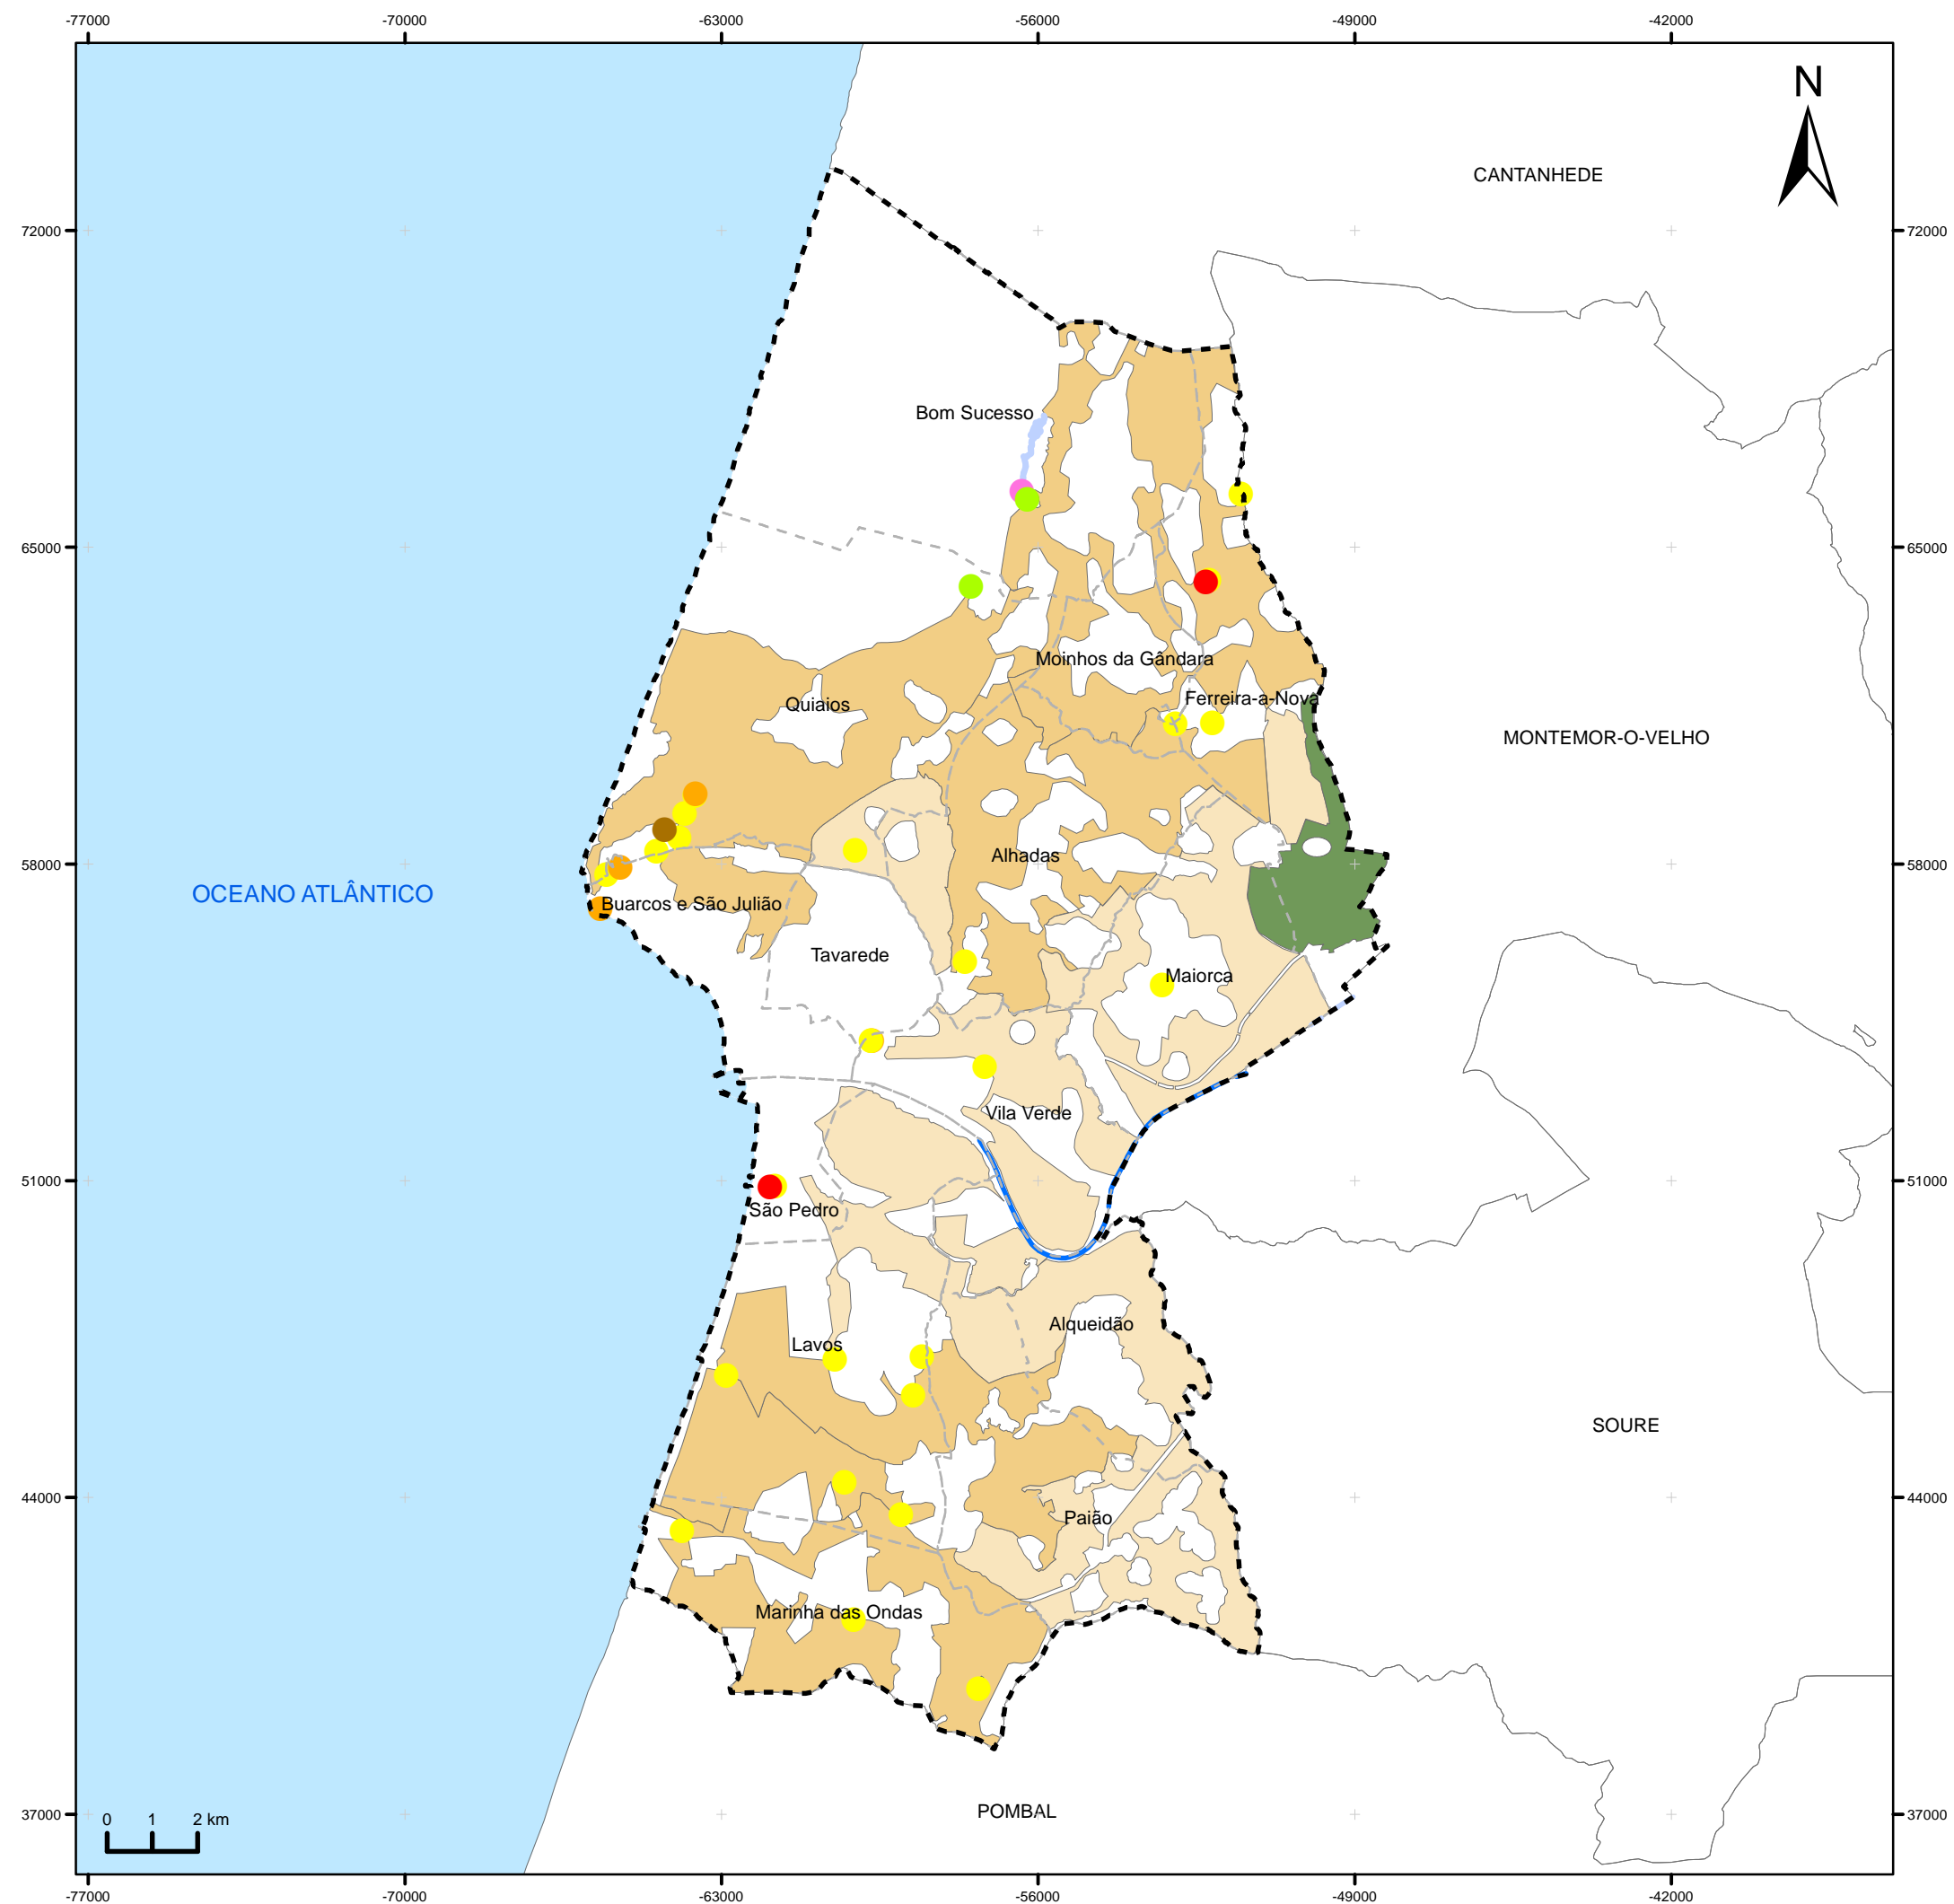 -77000 -70000 -63000 -56000 -49000 -42000
N
CANTANHEDE
72000 72000
Bom Sucesso
65000 65000
Moinhos da Gândara
Ferreira-a-Nova
Quiaios
MONTEMOR-O-VELHO
Alhadas
58000 58000
OCEANO ATLÂNTICO
Buarcos e São Julião
Tavarede
Maiorca
Vila Verde
51000 51000
São Pedro
Alqueidão
Lavos
SOURE
44000 44000
Paião
Marinha das Ondas
POMBAL
37000 37000
0 1 2 km
-77000 -70000 -63000 -56000 -49000 -42000